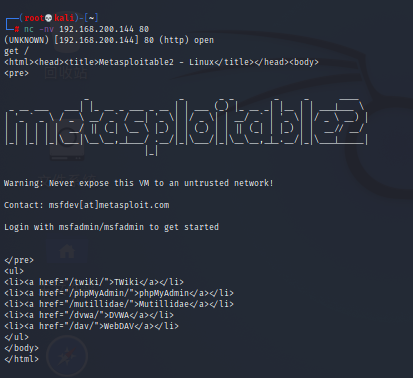 (root💀kali)-[~]
# nc -nv 192.168.200.144 80
(UNKNOWN) [192.168.200.144] 80 (http) open
get /
<html><head><title>Metasploitable2 - Linux</title></head><body>
<pre>
metasploitable2
Warning: Never expose this VM to an untrusted network!
Contact: msfdev[at]metasploit.com
Login with msfadmin/msfadmin to get started
</pre>
<ul>
<li><a href="/twiki/">TWiki</a></li>
<li><a href="/phpMyAdmin/">phpMyAdmin</a></li>
<li><a href="/mutillidae/">Mutillidae</a></li>
<li><a href="/dvwa/">DVWA</a></li>
<li><a href="/dav/">WebDAV</a></li>
</ul>
</body>
</html>